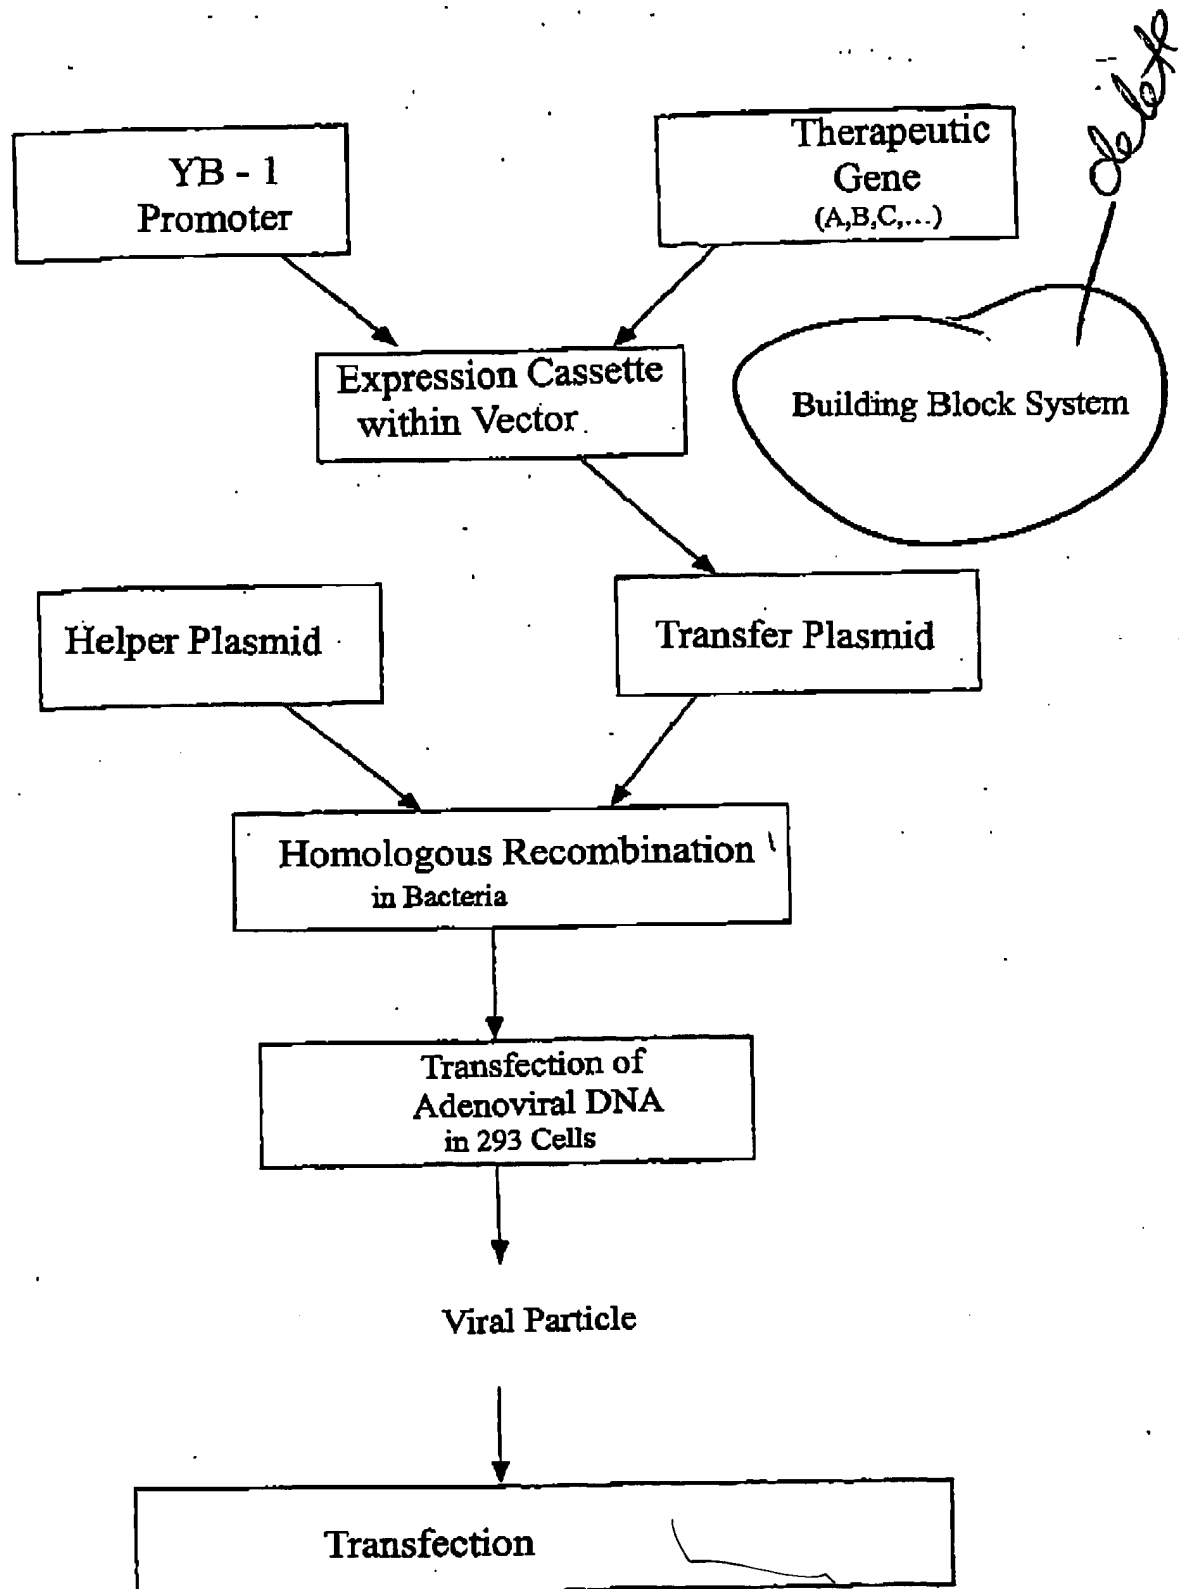 delete
YB - 1
Promoter
Therapeutic
Gene
(A,B,C,...)
Expression Cassette
within Vector
Building Block System
Helper Plasmid
Transfer Plasmid
Homologous Recombination
in Bacteria
Transfection of
Adenoviral DNA
in 293 Cells
Viral Particle
Transfection